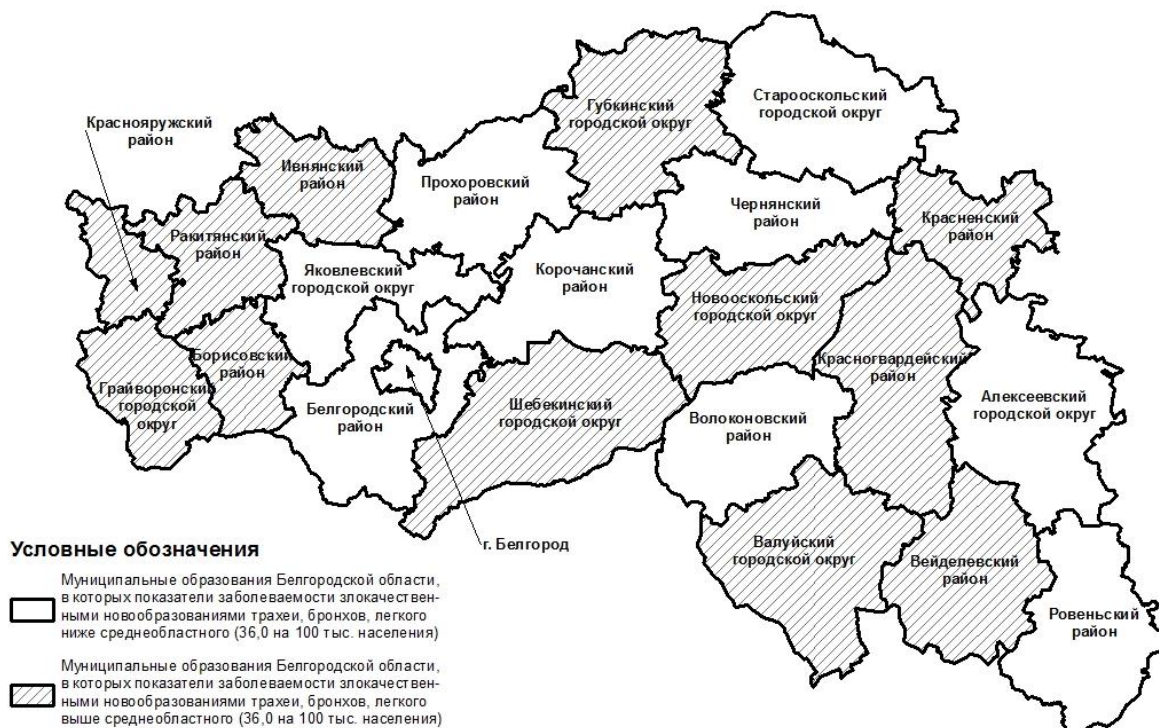 Старооскольский
городской округ
Губкинский
городской округ
Краснояружский
район
Ивнянский
район
Прохоровский
район
Чернянский
район
Красненский
район
Ракитянский
район
Яковлевский
городской округ
Корочанский
район
Новооскольский
городской округ
Борисовский
район
Красногвардейский
район
Грайворонский
городской
округ
Белгородский
район
Шебекинский
городской округ
Волоконовский
район
Алексеевский
городской округ
г. Белгород
Валуйский
городской округ
Вейделевский
район
Ровеньский
район
Условные обозначения
Муниципальные образования Белгородской области,
в которых показатели заболеваемости злокачествен-
ными новообразованиями трахеи, бронхов, легкого
ниже среднеобластного (36,0 на 100 тыс. населения)
Муниципальные образования Белгородской области,
в которых показатели заболеваемости злокачествен-
ными новообразованиями трахеи, бронхов, легкого
выше среднеобластного (36,0 на 100 тыс. населения)